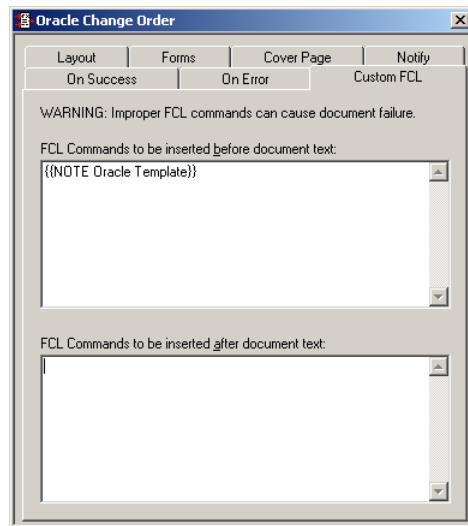 Oracle Change Order
Layout Forms Cover Page Notify
On Success On Error Custom FCL
WARNING: Improper FCL commands can cause document failure.
FCL Commands to be inserted before document text:
{{NOTE Oracle Template}}
FCL Commands to be inserted after document text: